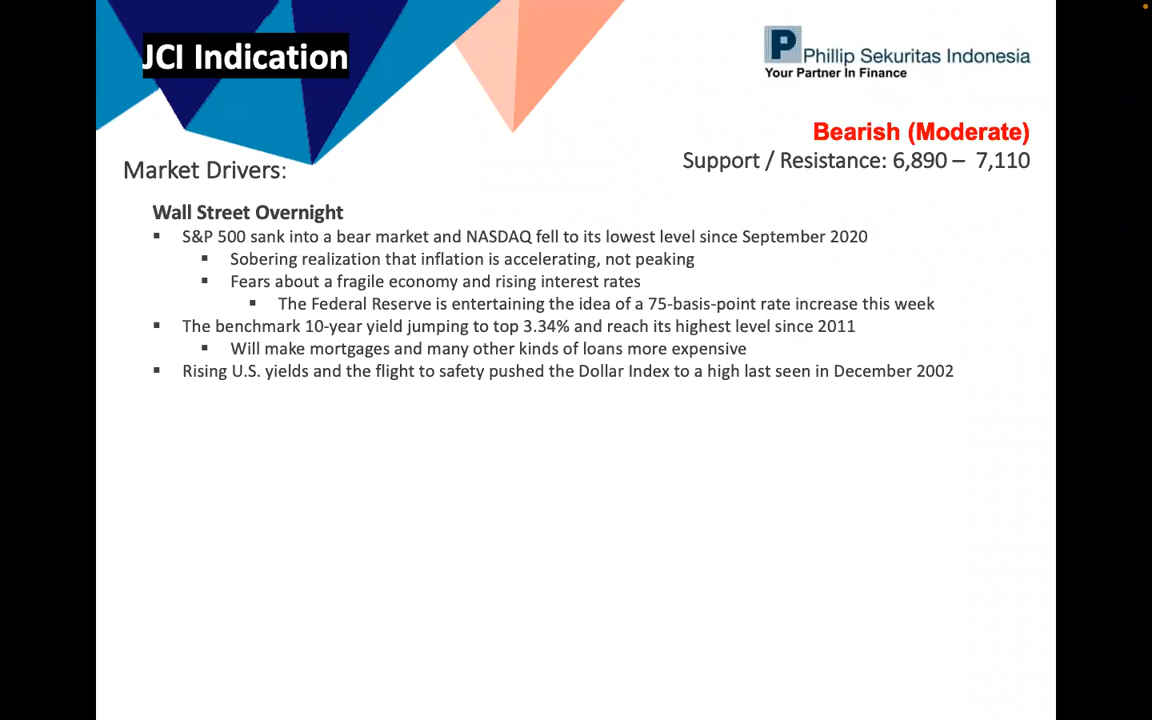 JCI Indication
P Phillip Sekuritas Indonesia
Your Partner In Finance
Bearish (Moderate)
Support / Resistance: 6,890 – 7,110
Market Drivers:
Wall Street Overnight
▪ S&P 500 sank into a bear market and NASDAQ fell to its lowest level since September 2020
▪ Sobering realization that inflation is accelerating, not peaking
▪ Fears about a fragile economy and rising interest rates
▪ The Federal Reserve is entertaining the idea of a 75-basis-point rate increase this week
▪ The benchmark 10-year yield jumping to top 3.34% and reach its highest level since 2011
▪ Will make mortgages and many other kinds of loans more expensive
▪ Rising U.S. yields and the flight to safety pushed the Dollar Index to a high last seen in December 2002